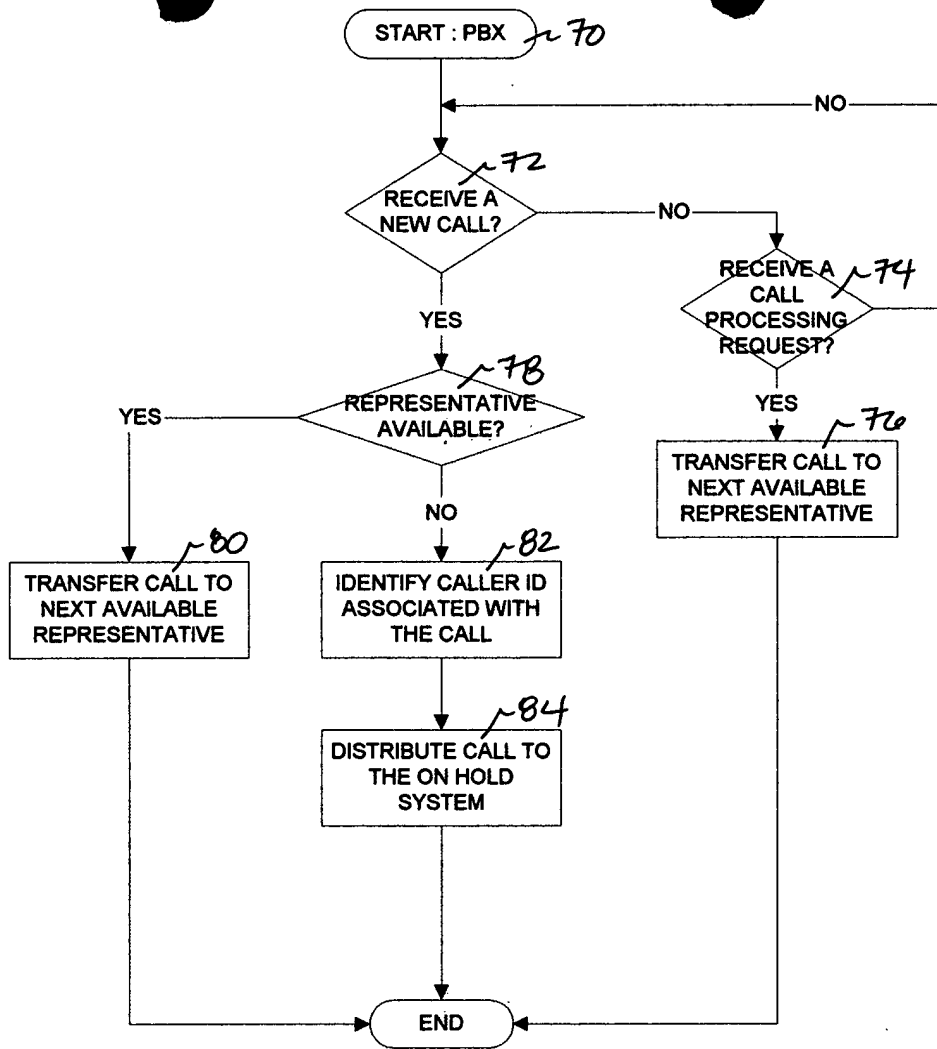 START : PBX
70
NO
72
RECEIVE A
NEW CALL?
NO
RECEIVE A
CALL
PROCESSING
REQUEST?
74
YES
78
REPRESENTATIVE
AVAILABLE?
YES
YES
76
TRANSFER CALL TO
NEXT AVAILABLE
REPRESENTATIVE
NO
80
TRANSFER CALL TO
NEXT AVAILABLE
REPRESENTATIVE
82
IDENTIFY CALLER ID
ASSOCIATED WITH
THE CALL
84
DISTRIBUTE CALL TO
THE ON HOLD
SYSTEM
END